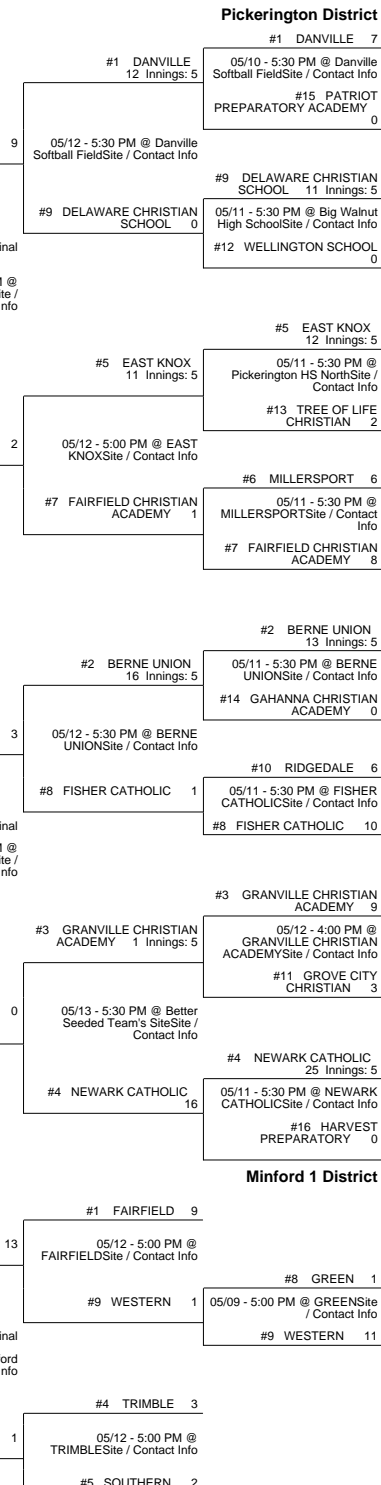 Pickerington District
#1 DANVILLE 7
#1 DANVILLE
12 Innings: 5
05/10 - 5:30 PM @ Danville
Softball FieldSite / Contact Info
#15 PATRIOT
PREPARATORY ACADEMY
0
9
05/12 - 5:30 PM @ Danville
Softball FieldSite / Contact Info
#9 DELAWARE CHRISTIAN
SCHOOL 11 Innings: 5
#9 DELAWARE CHRISTIAN
SCHOOL 0
05/11 - 5:30 PM @ Big Walnut
High SchoolSite / Contact Info
#12 WELLINGTON SCHOOL
0
inal
M @
ite /
nfo
#5 EAST KNOX
12 Innings: 5
#5 EAST KNOX
11 Innings: 5
05/11 - 5:30 PM @
Pickerington HS NorthSite /
Contact Info
#13 TREE OF LIFE
CHRISTIAN 2
2
05/12 - 5:00 PM @ EAST
KNOXSite / Contact Info
#6 MILLERSPORT 6
#7 FAIRFIELD CHRISTIAN
ACADEMY 1
05/11 - 5:30 PM @
MILLERSPORTSite / Contact
Info
#7 FAIRFIELD CHRISTIAN
ACADEMY 8
#2 BERNE UNION
13 Innings: 5
#2 BERNE UNION
16 Innings: 5
05/11 - 5:30 PM @ BERNE
UNIONSite / Contact Info
#14 GAHANNA CHRISTIAN
ACADEMY 0
3
05/12 - 5:30 PM @ BERNE
UNIONSite / Contact Info
#10 RIDGEDALE 6
#8 FISHER CATHOLIC 1
05/11 - 5:30 PM @ FISHER
CATHOLICSite / Contact Info
#8 FISHER CATHOLIC 10
inal
M @
ite /
nfo
#3 GRANVILLE CHRISTIAN
ACADEMY 9
#3 GRANVILLE CHRISTIAN
ACADEMY 1 Innings: 5
05/12 - 4:00 PM @
GRANVILLE CHRISTIAN
ACADEMYSite / Contact Info
#11 GROVE CITY
CHRISTIAN 3
0
05/13 - 5:30 PM @ Better
Seeded Team's SiteSite /
Contact Info
#4 NEWARK CATHOLIC
25 Innings: 5
#4 NEWARK CATHOLIC
16
05/11 - 5:30 PM @ NEWARK
CATHOLICSite / Contact Info
#16 HARVEST
PREPARATORY 0
Minford 1 District
#1 FAIRFIELD 9
13
05/12 - 5:00 PM @
FAIRFIELDSite / Contact Info
#8 GREEN 1
#9 WESTERN 1
05/09 - 5:00 PM @ GREENSite
/ Contact Info
#9 WESTERN 11
inal
ord
nfo
#4 TRIMBLE 3
1
05/12 - 5:00 PM @
TRIMBLESite / Contact Info
#5 SOUTHERN 2